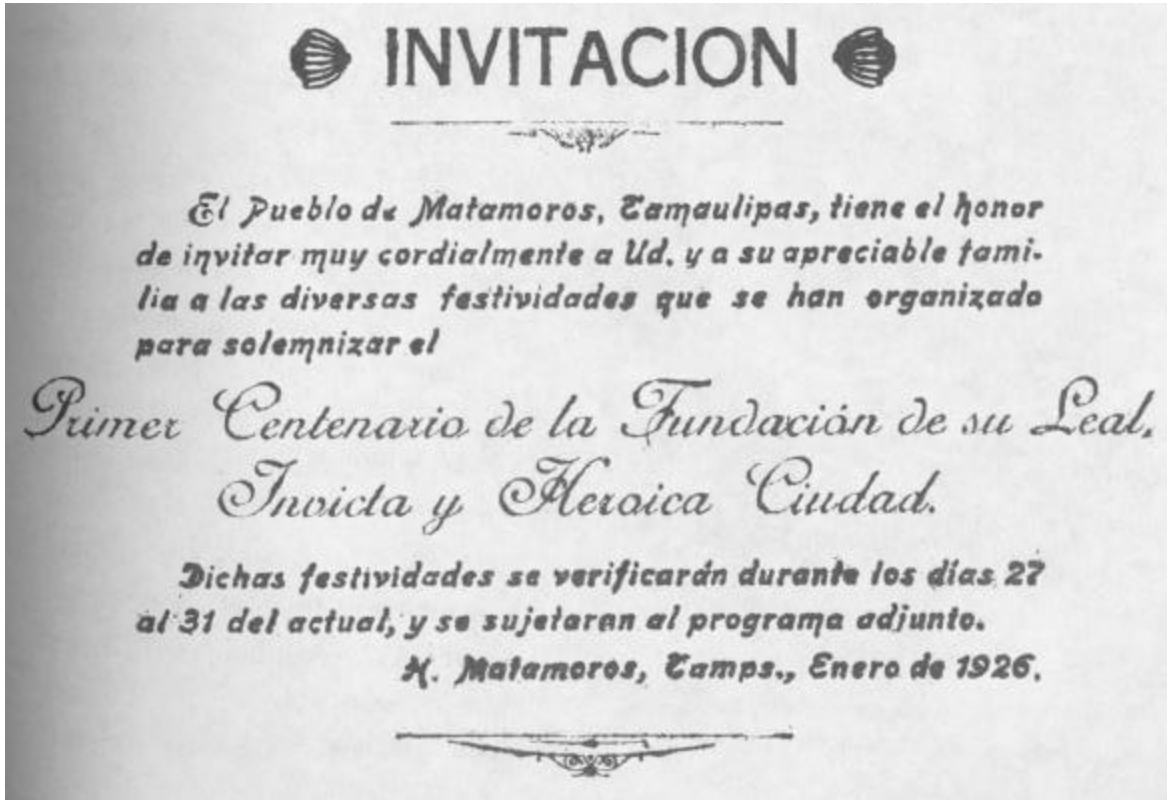 INVITACION
El Pueblo de Matamoros, Tamaulipas, tiene el honor
de invitar muy cordialmente a Ud. y a su apreciable fami-
lia a las diversas festividades que se han organizado
para solemnizar el
Primer Centenario de la Fundación de su Leal,
Invicta y Heroica Ciudad.
Dichas festividades se verificarán durante los días 27
al 31 del actual, y se sujetaran al programa adjunto.
H. Matamoros, Tamps., Enero de 1926.